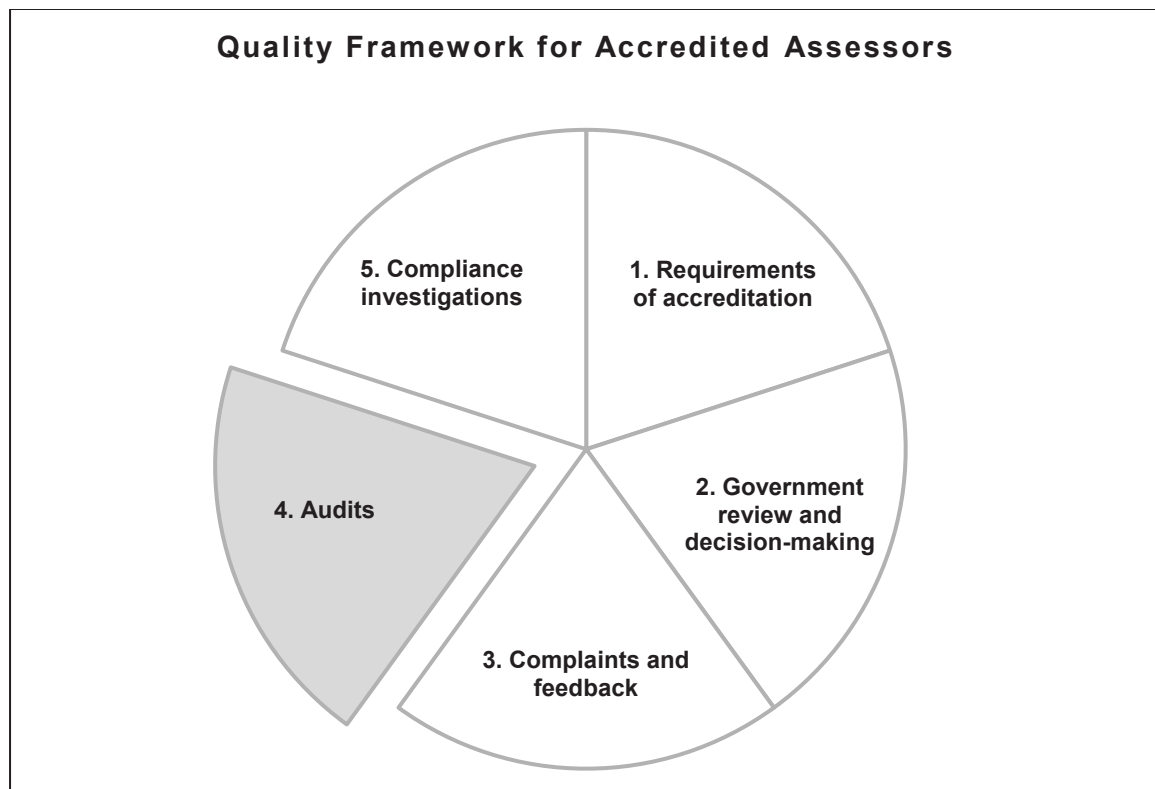 Quality Framework for Accredited Assessors
1. Requirements
of accreditation
2. Government
review and
decision-making
3. Complaints and
feedback
4. Audits
5. Compliance
investigations